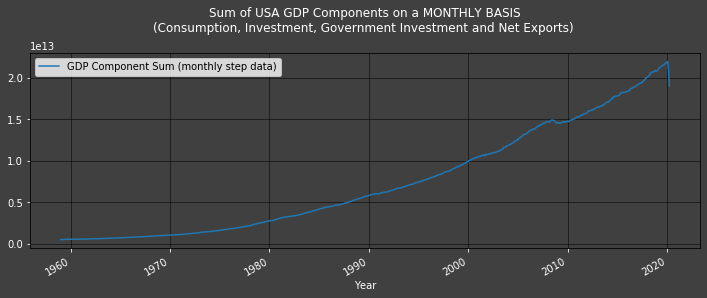 Sum of USA GDP Components on a MONTHLY BASIS
(Consumption, Investment, Government Investment and Net Exports)
1e13
GDP Component Sum (monthly step data)
2.0
1.5
1.0
0.5
0.0
1960 1970 1980 1990 2000 2010 2020
Year